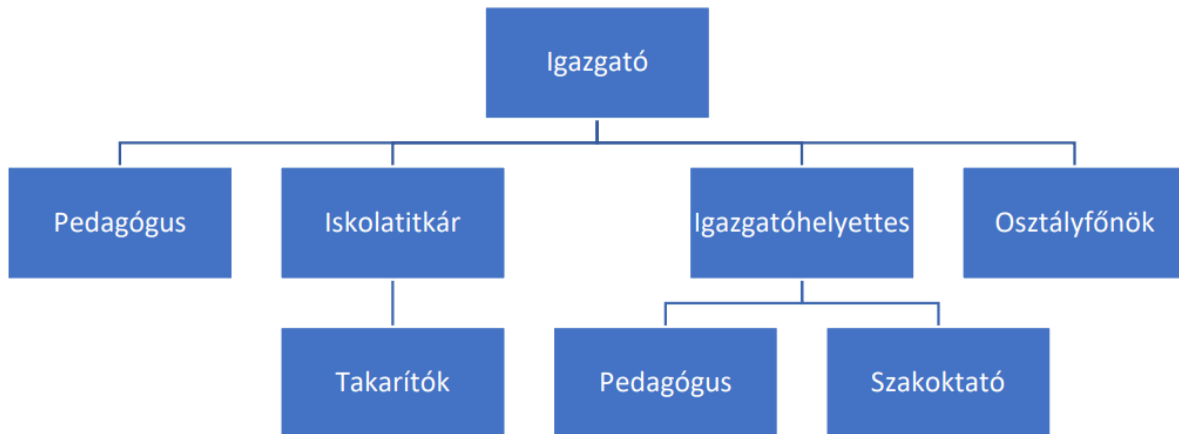 Igazgató
Pedagógus
Iskolatitkár
Igazgatóhelyettes
Osztályfőnök
Takarítók
Pedagógus
Szakoktató